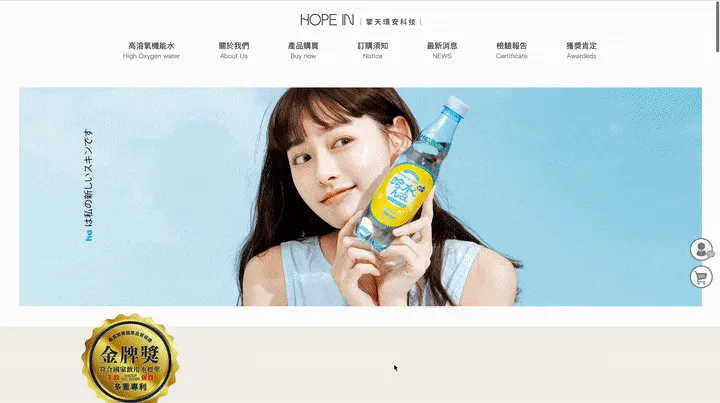 HOPE IN | 擎天環安科技 |
高溶氧機能水
High Oxygen water
關於我們
About Us
產品購買
Buy now
訂購須知
Notice
最新消息
NEWS
檢驗報告
Certificate
獲獎肯定
Awardeds
ha は私の新しいスキンです
金牌獎
符合國家飲用水標準
多重專利